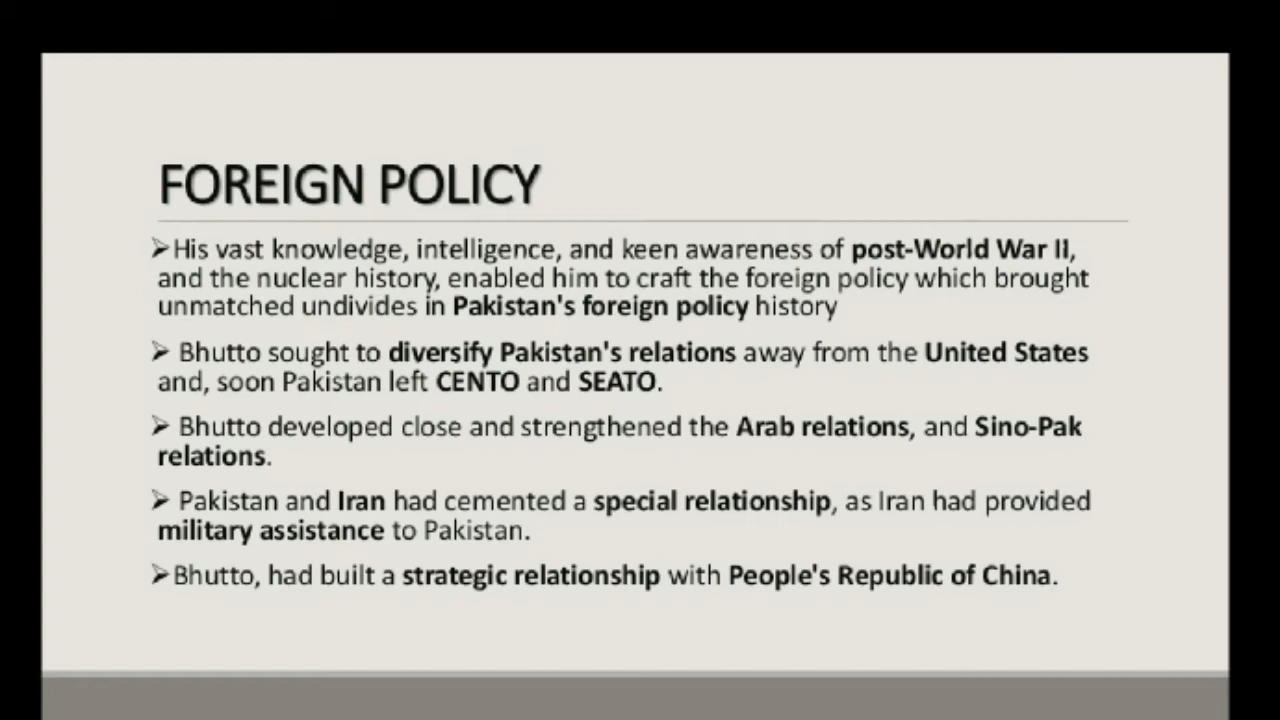 FOREIGN POLICY
➢His vast knowledge, intelligence, and keen awareness of post-World War II,
and the nuclear history, enabled him to craft the foreign policy which brought
unmatched undivides in Pakistan's foreign policy history
➢ Bhutto sought to diversify Pakistan's relations away from the United States
and, soon Pakistan left CENTO and SEATO.
➢ Bhutto developed close and strengthened the Arab relations, and Sino-Pak
relations.
➢ Pakistan and Iran had cemented a special relationship, as Iran had provided
military assistance to Pakistan.
➢Bhutto, had built a strategic relationship with People's Republic of China.